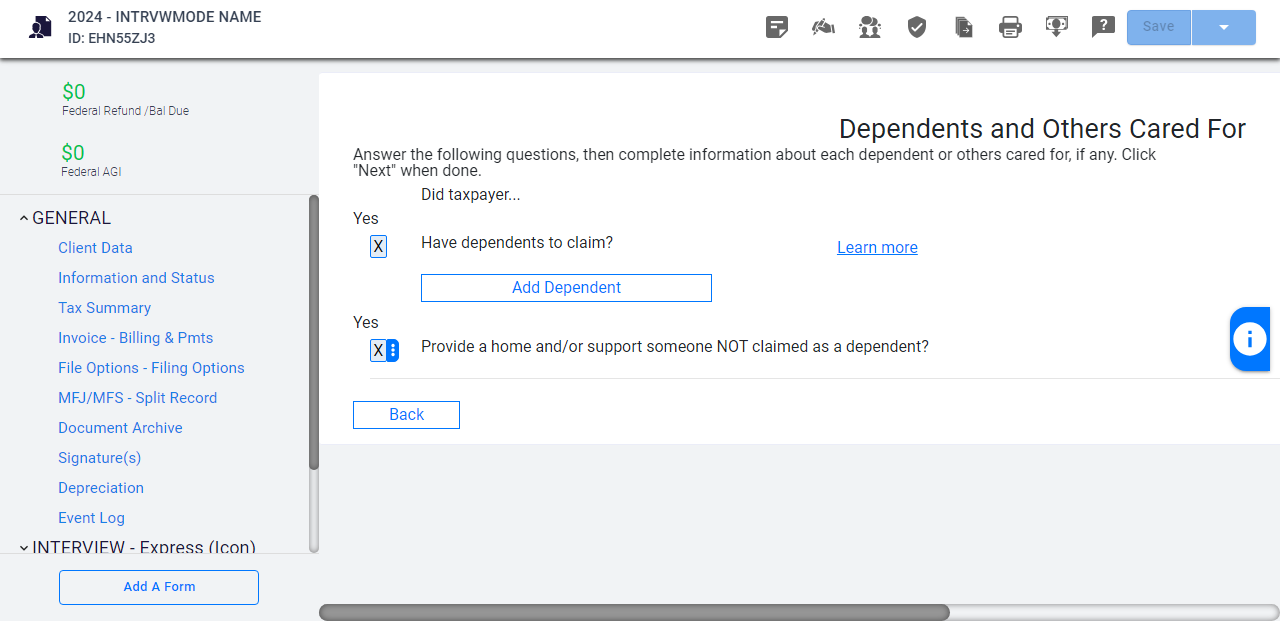 2024 - INTRVWMODE NAME
ID: EHN55ZJ3
Save
$0
Federal Refund /Bal Due
$0
Federal AGI
GENERAL
Client Data
Information and Status
Tax Summary
Invoice - Billing & Pmts
File Options - Filing Options
MFJ/MFS - Split Record
Document Archive
Signature(s)
Depreciation
Event Log
INTERVIEW - Express (Icon)
Add A Form
Dependents and Others Cared For
Answer the following questions, then complete information about each dependent or others cared for, if any. Click
"Next" when done.
Did taxpayer...
Yes
X Have dependents to claim? Learn more
Add Dependent
Yes
X Provide a home and/or support someone NOT claimed as a dependent?
Back